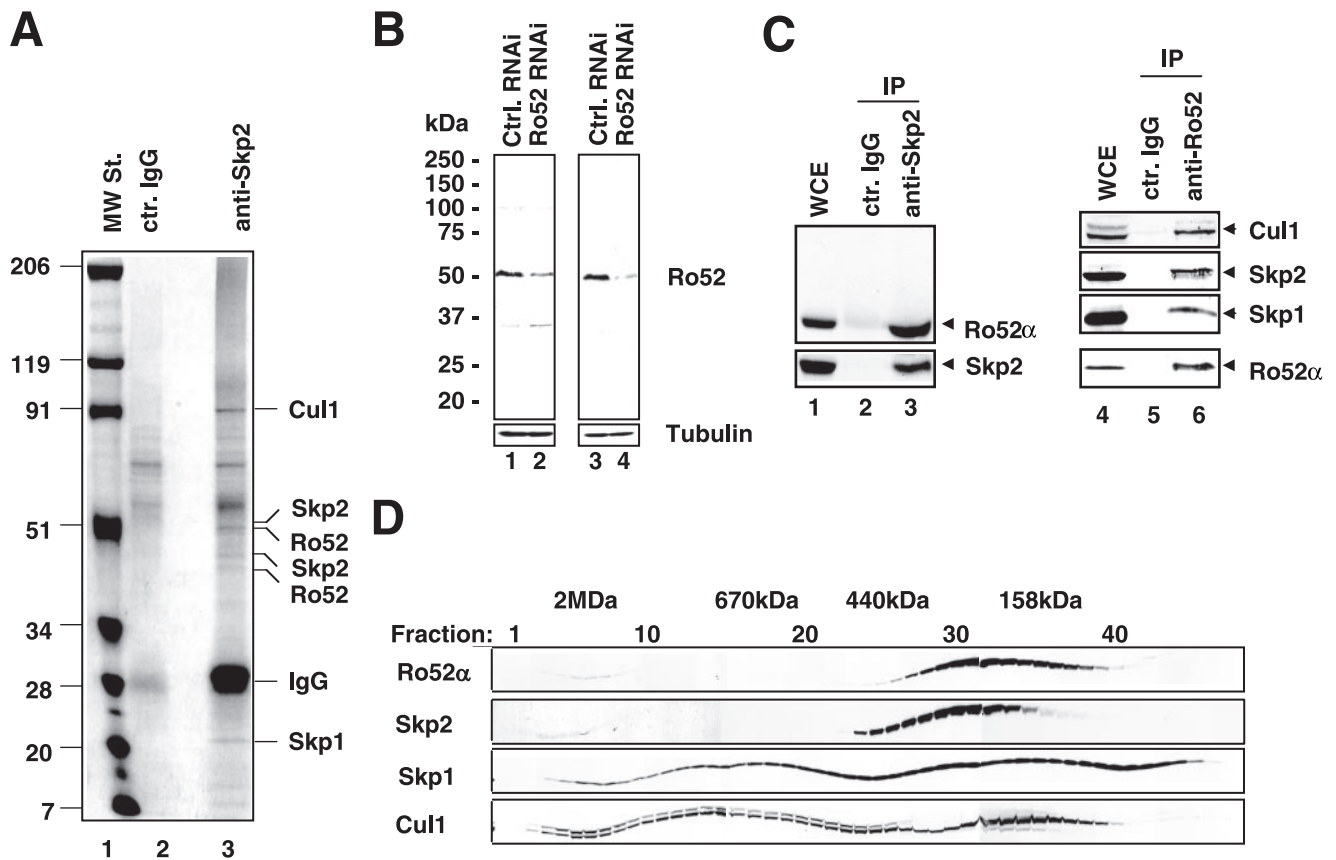 A
MW St.
ctr. IgG
anti-Skp2
206
119
91
51
34
28
20
7
Cul1
Skp2
Ro52
Skp2
Ro52
IgG
Skp1
1 2 3
B
Ctrl. RNAi
Ro52 RNAi
Ctrl. RNAi
Ro52 RNAi
kDa
250 -
150 -
100 -
75 -
50 -
37 -
25 -
20 -
Ro52
Tubulin
1 2 3 4
C
IP
WCE
ctr. IgG
anti-Skp2
Ro52α
Skp2
1 2 3
IP
WCE
ctr. IgG
anti-Ro52
Cul1
Skp2
Skp1
Ro52α
4 5 6
D
2MDa 670kDa 440kDa 158kDa
Fraction: 1 10 20 30 40
Ro52α
Skp2
Skp1
Cul1